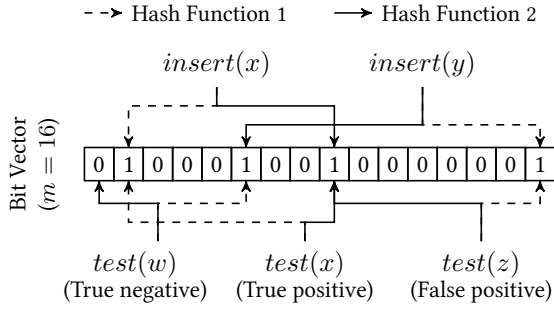 Hash Function 1 Hash Function 2
insert(x) insert(y)
Bit Vector
(m = 16)
0 1 0 0 0 1 0 0 1 0 0 0 0 0 0 1
test(w) test(x) test(z)
(True negative) (True positive) (False positive)